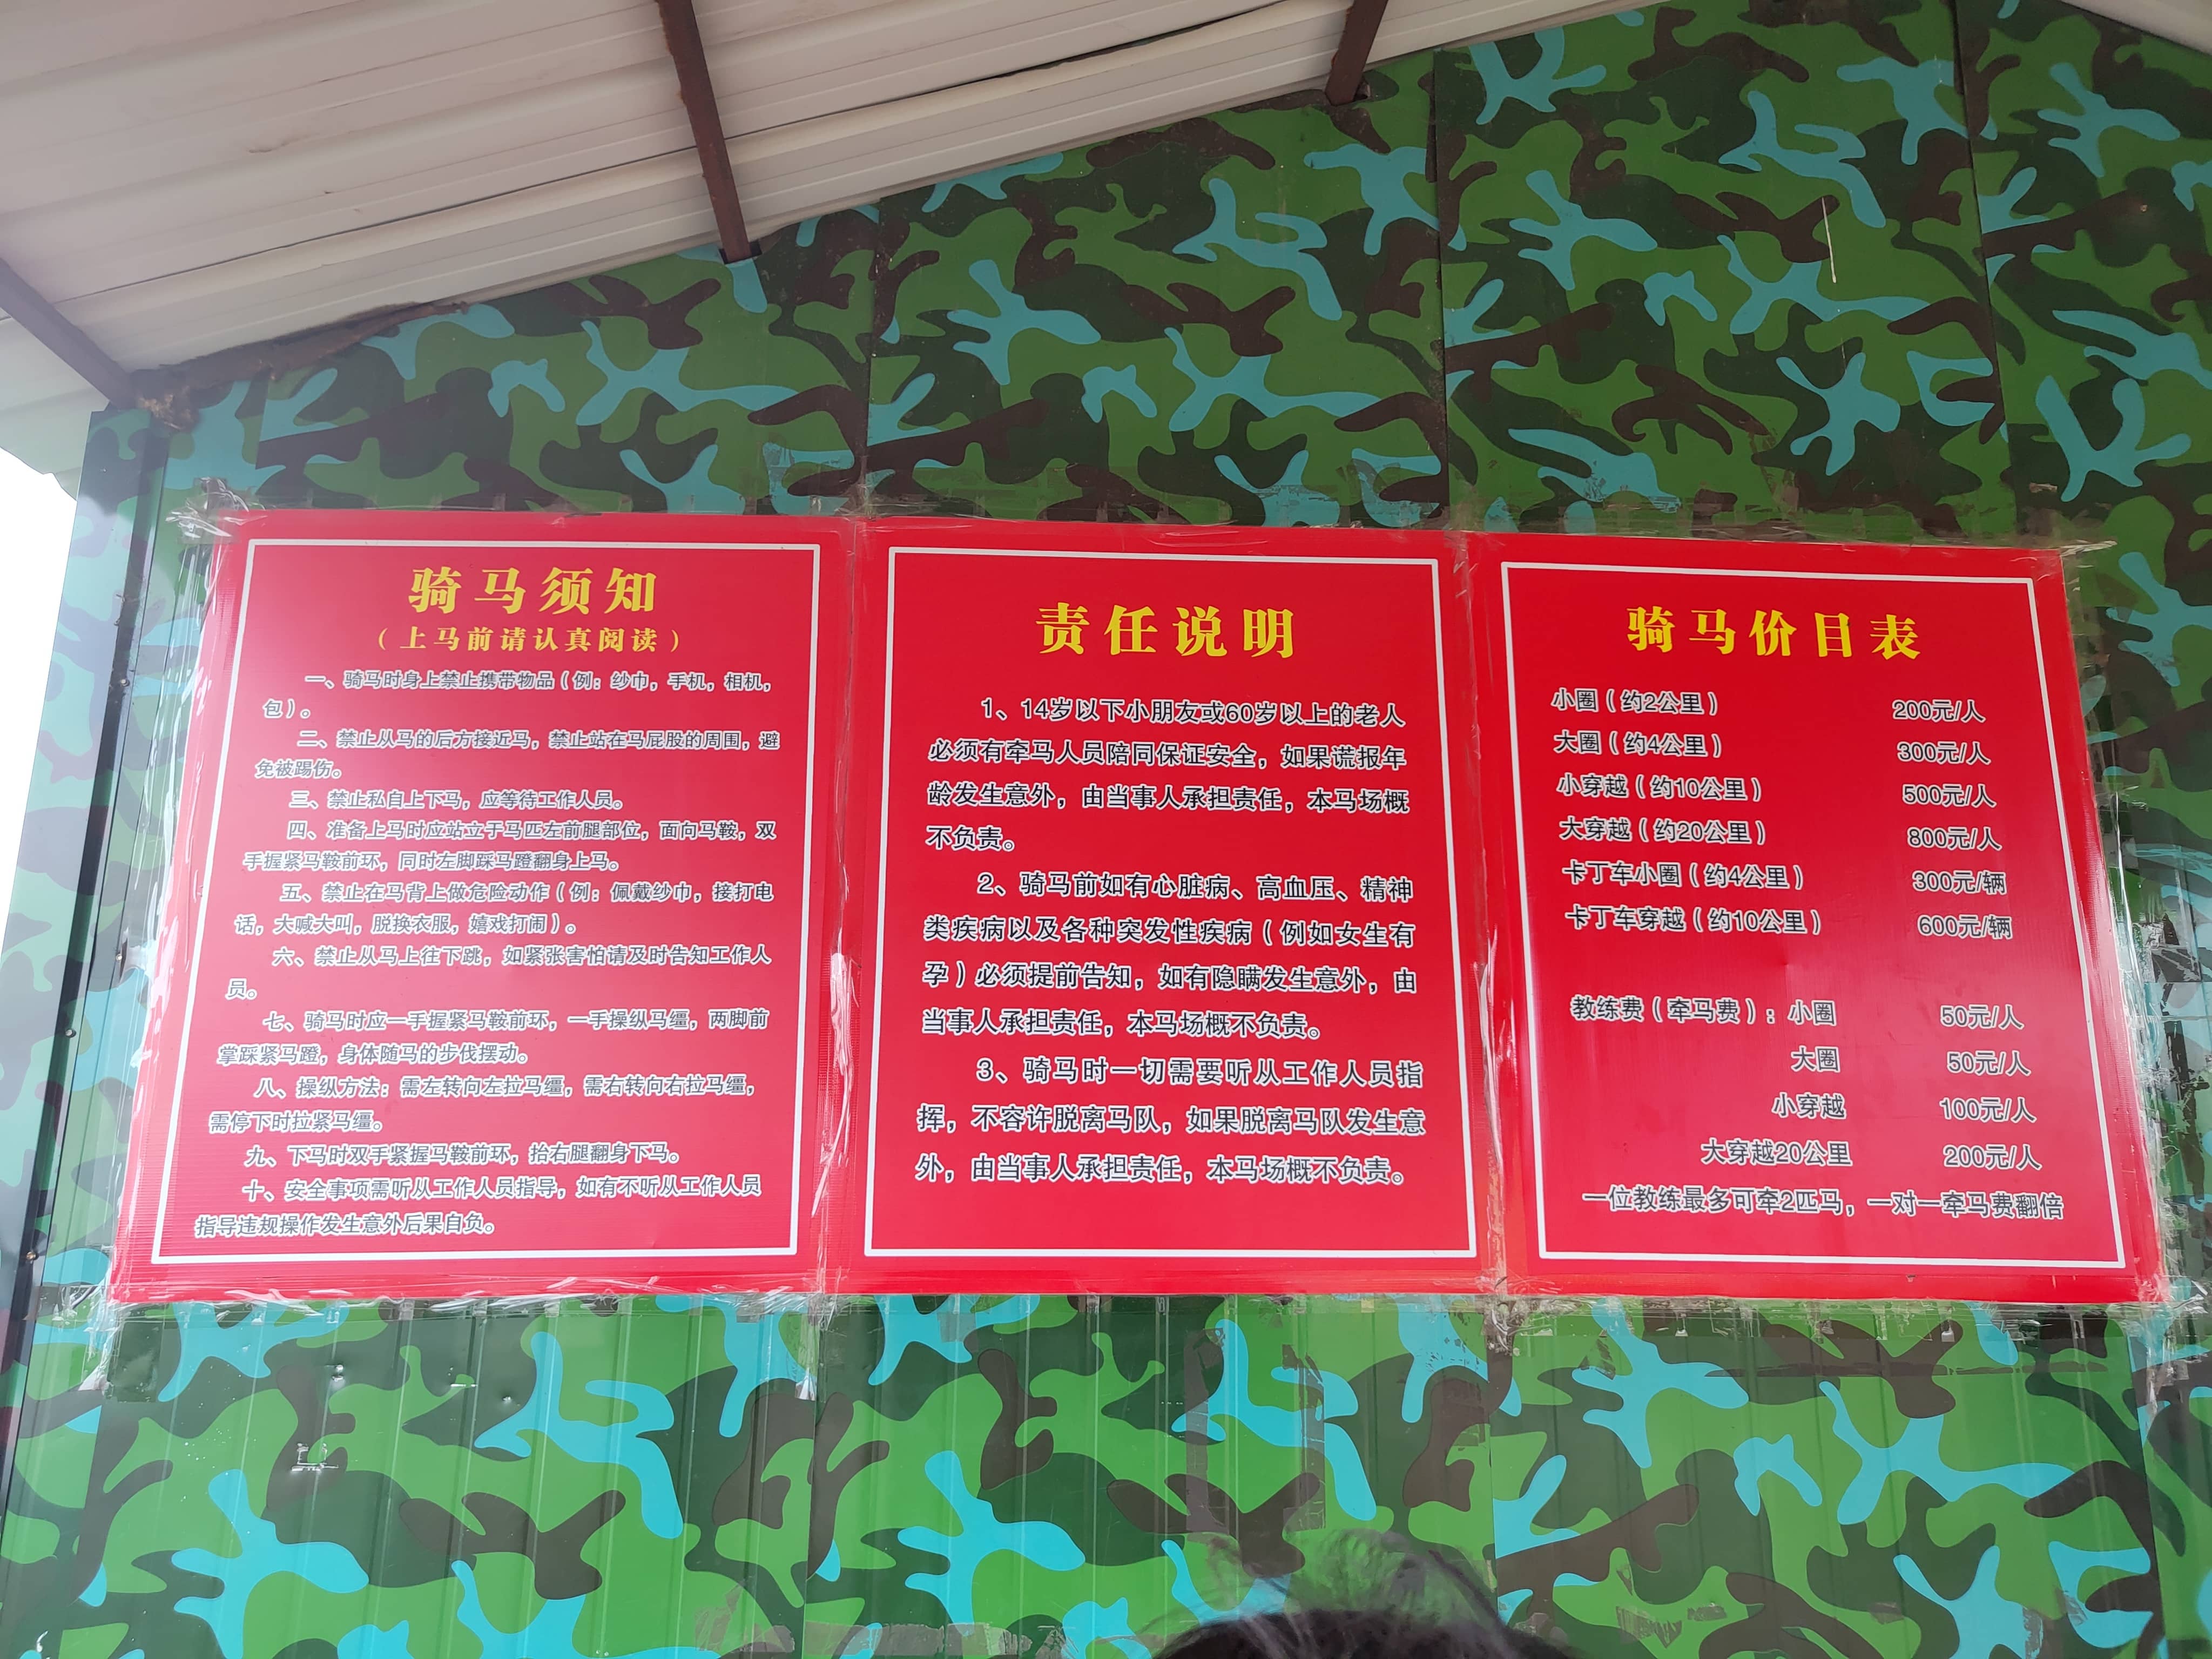 骑马须知
（上马前请认真阅读）
一、骑马时身上禁止携带物品（例：纱巾，手机，相机，
包）。
二、禁止从马的后方接近马，禁止站在马屁股的周围，避
免被踢伤。
三、禁止私自上下马，应等待工作人员。
四、准备上马时应站立于马匹左前腿部位，面向马鞍，双
手握紧马鞍前环，同时左脚踩马蹬翻身上马。
五、禁止在马背上做危险动作（例：佩戴纱巾，接打电
话，大喊大叫，脱换衣服，嬉戏打闹）。
六、禁止从马上往下跳，如紧张害怕请及时告知工作人
员。
七、骑马时应一手握紧马鞍前环，一手操纵马缰，两脚前
掌踩紧马蹬，身体随马的步伐摆动。
八、操纵方法：需左转向左拉马缰，需右转向右拉马缰，
需停下时拉紧马缰。
九、下马时双手紧握马鞍前环，抬右腿翻身下马。
十、安全事项需听从工作人员指导，如有不听从工作人员
指导违规操作发生意外后果自负。
责任说明
1、14岁以下小朋友或60岁以上的老人
必须有牵马人员陪同保证安全，如果谎报年
龄发生意外，由当事人承担责任，本马场概
不负责。
2、骑马前如有心脏病、高血压、精神
类疾病以及各种突发性疾病（例如女生有
孕）必须提前告知，如有隐瞒发生意外，由
当事人承担责任，本马场概不负责。
3、骑马时一切需要听从工作人员指
挥，不容许脱离马队，如果脱离马队发生意
外，由当事人承担责任，本马场概不负责。
骑马价目表
小圈（约2公里） 200元/人
大圈（约4公里） 300元/人
小穿越（约10公里） 500元/人
大穿越（约20公里） 800元/人
卡丁车小圈（约4公里） 300元/辆
卡丁车穿越（约10公里） 600元/辆
教练费（牵马费）：小圈 50元/人
大圈 50元/人
小穿越 100元/人
大穿越20公里 200元/人
一位教练最多可牵2匹马，一对一牵马费翻倍